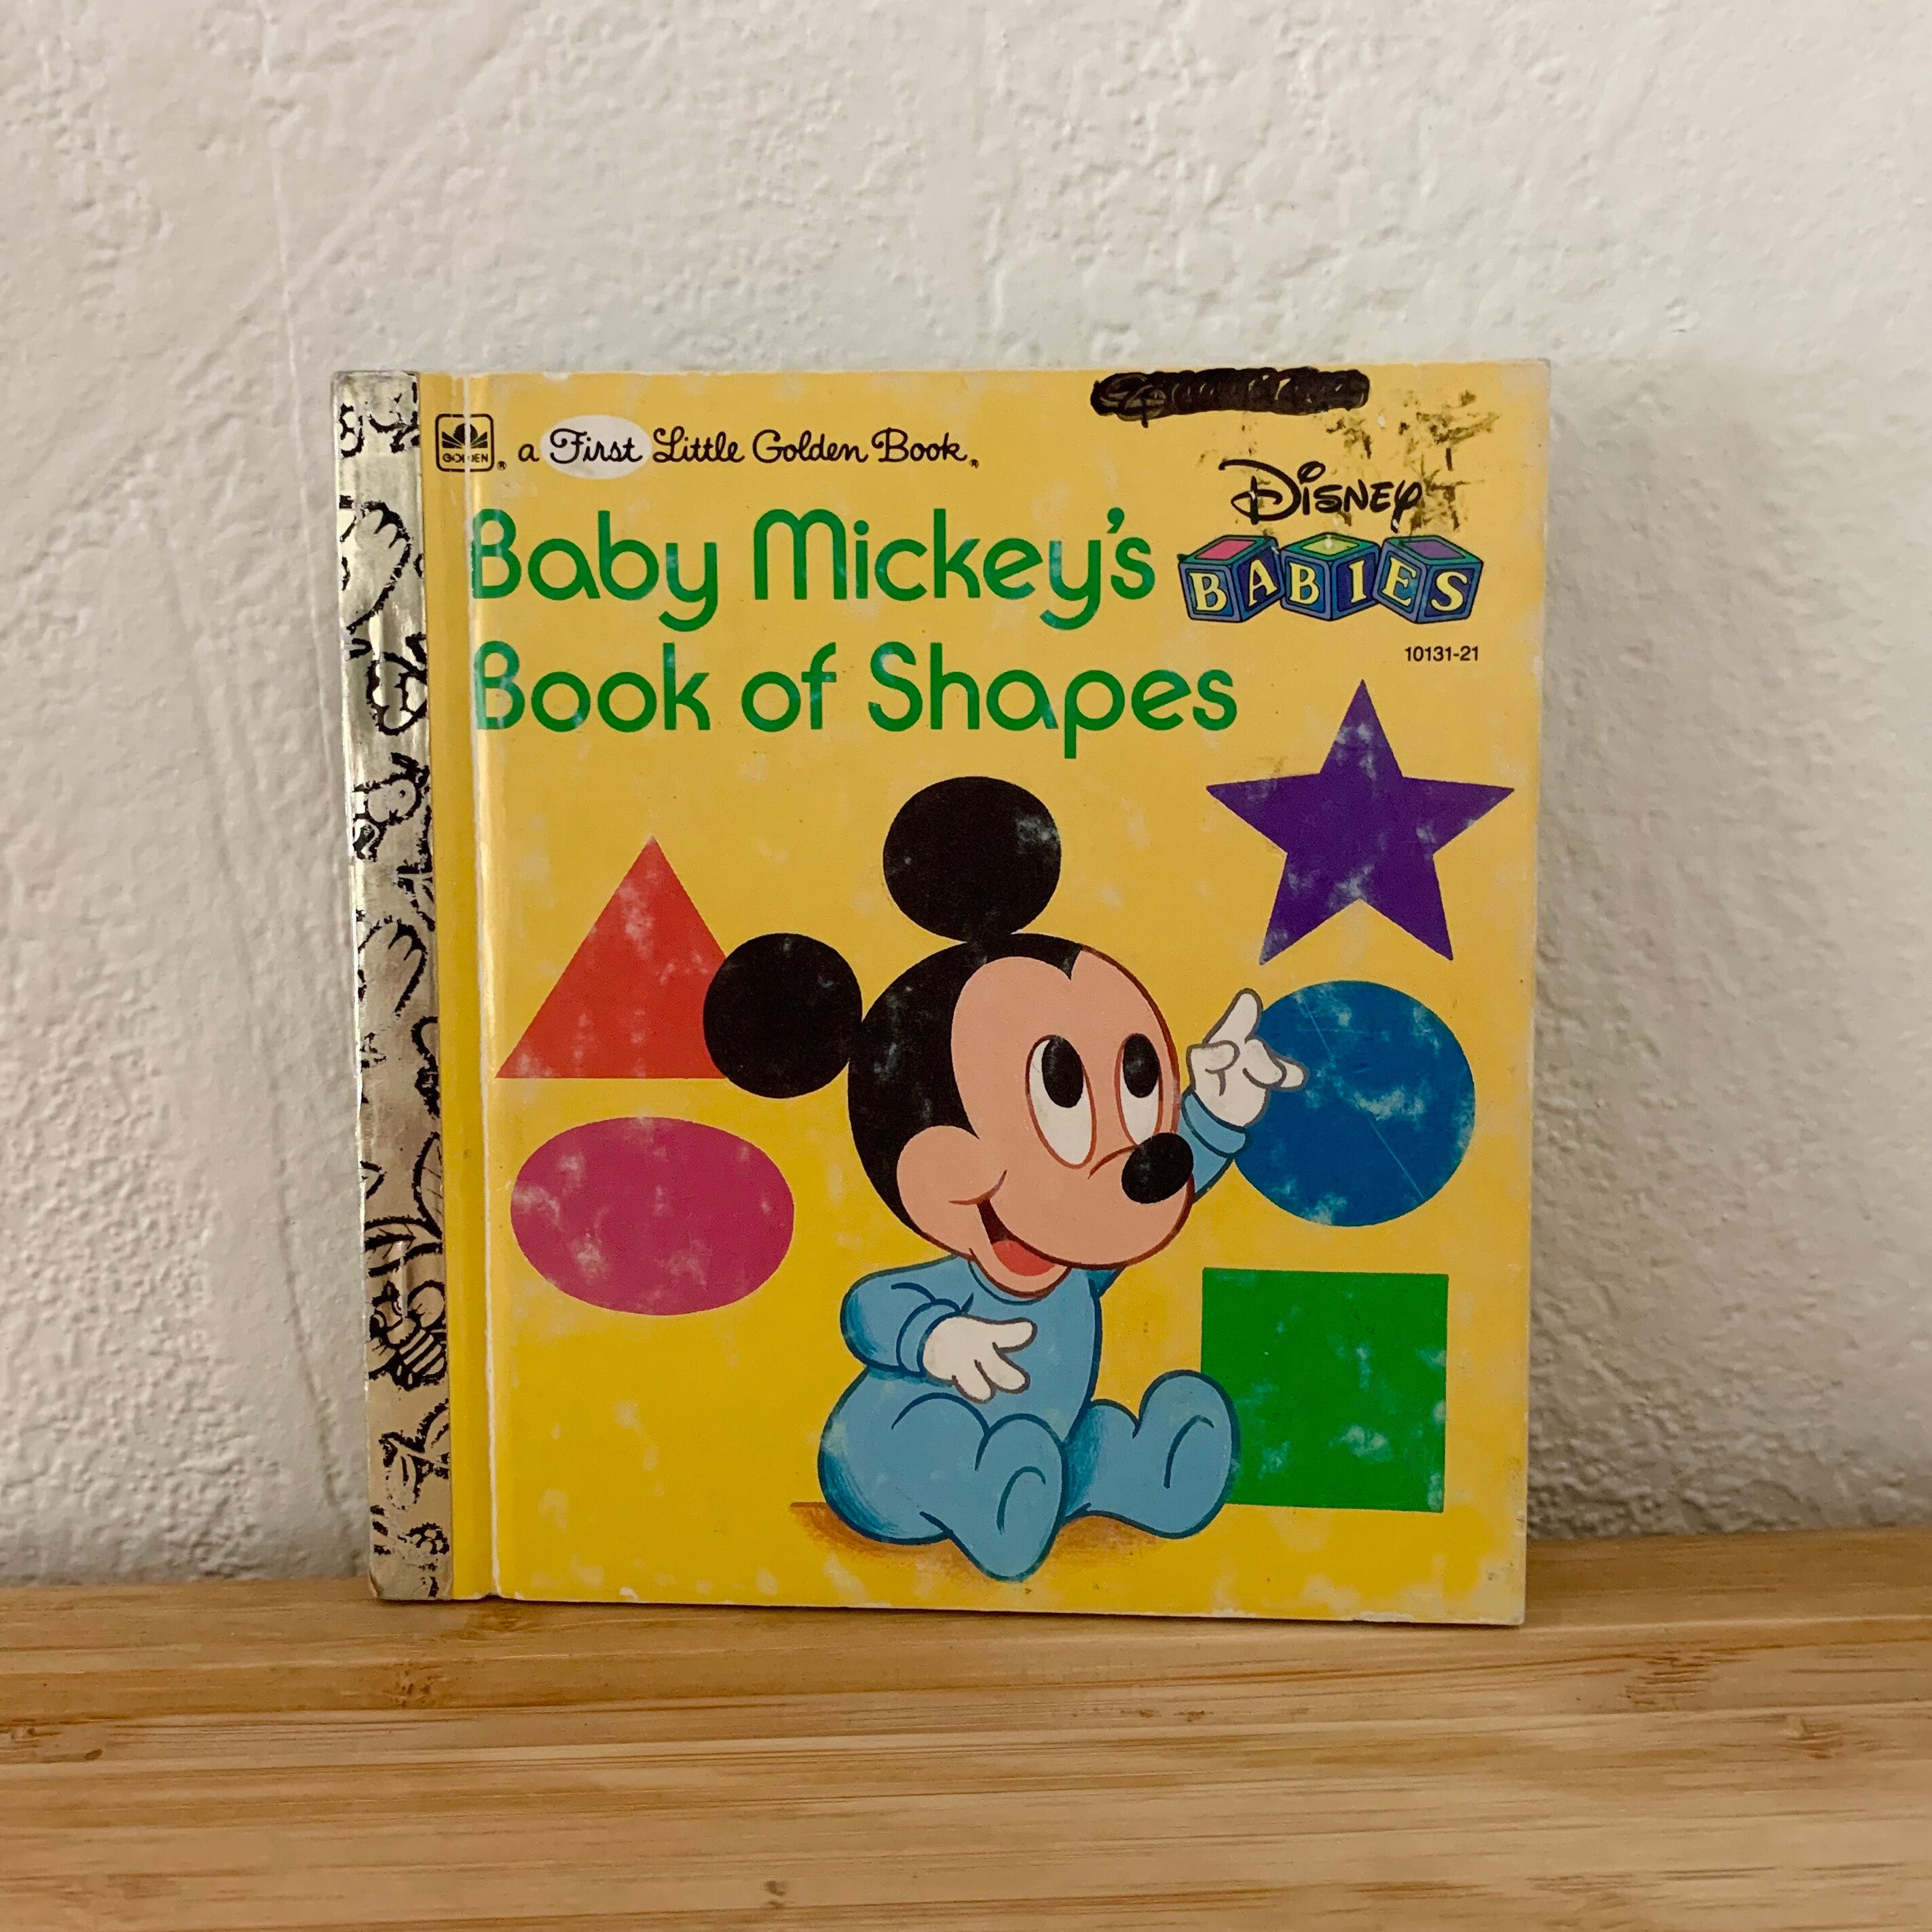 GOLDEN® a First Little Golden Book®
Disney
BABIES
Baby Mickey's
Book of Shapes
10131-21